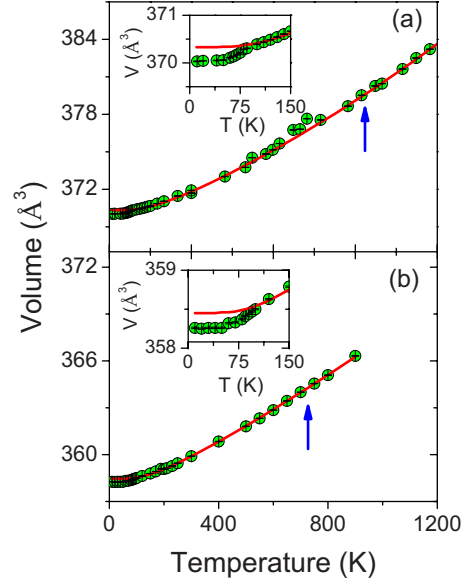 (a)
384
378
372
371
370
V (Å³)
0 75 150
T (K)
Volume (Å³)
(b)
372
366
360
359
358
V (Å³)
0 75 150
T (K)
0 400 800 1200
Temperature (K)